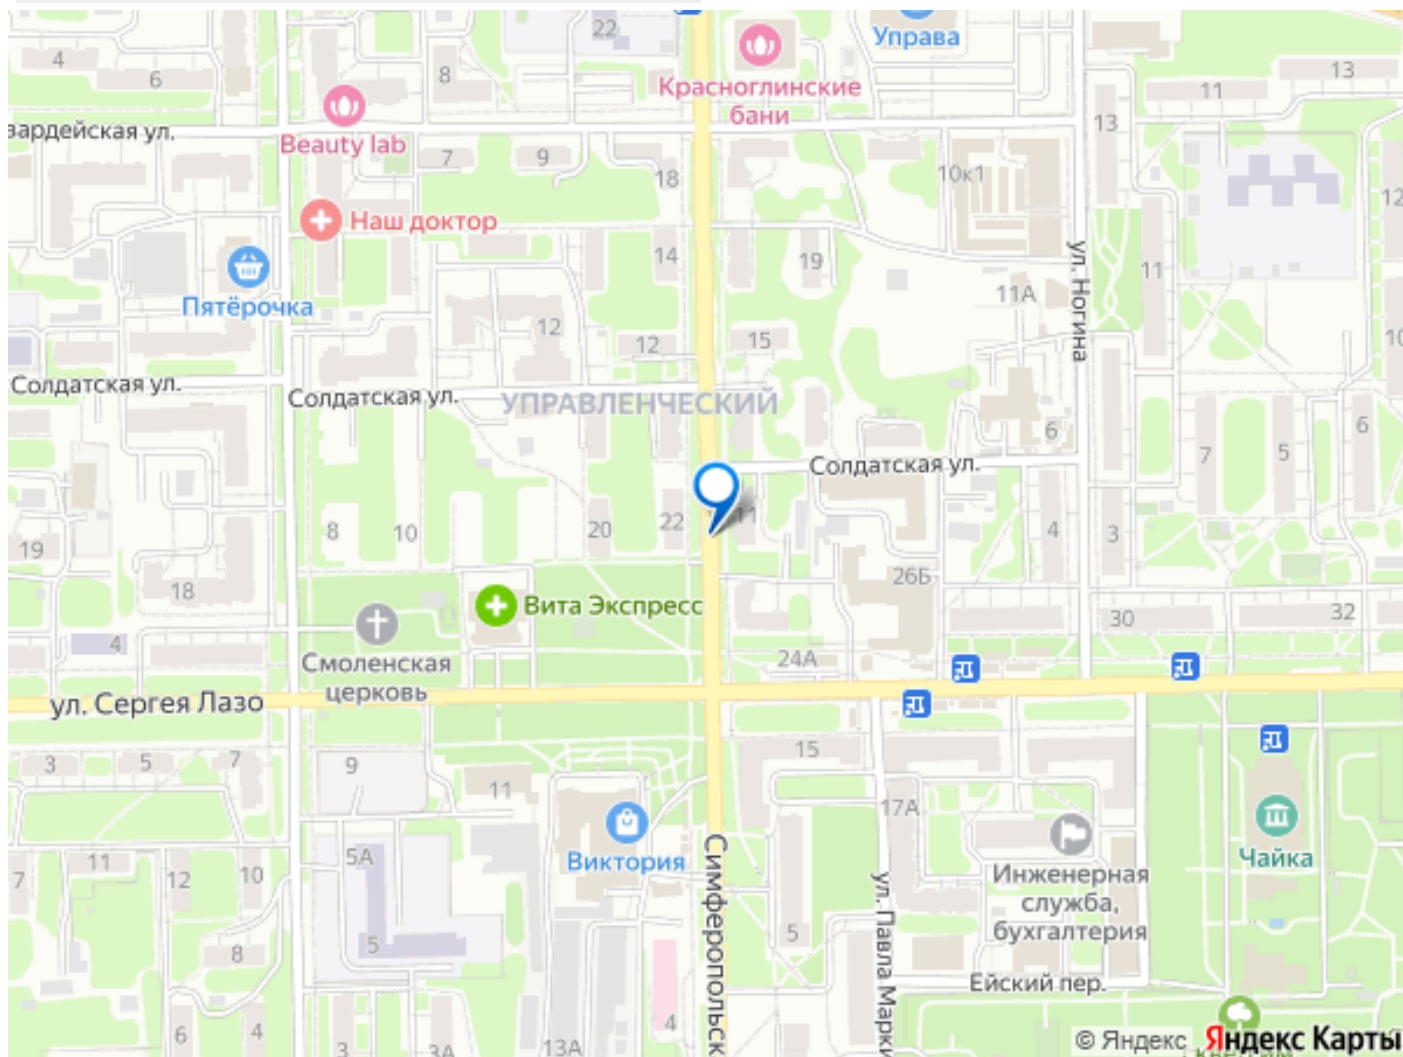 22
Управа
4
6
8
Красноглинские
бани
13
11
вардейская ул.
13
Beauty lab
7
9
18
10к1
12
Наш доктор
14
19
11
ул. Ногина
Пятёрочка
11А
12
12
15
10
Солдатская ул.
Солдатская ул.
УПРАВЛЕНЧЕСКИЙ
6
6
7
5
Солдатская ул.
8
10
20
22
11
4
3
19
18
26Б
Вита Экспресс
30
32
4
Смоленская
церковь
24А
ул. Сергея Лазо
3
5
7
9
11
15
17А
Виктория
Симферопольск
ул. Павла Марки
Чайка
Инженерная
служба,
бухгалтерия
7
11
12
10
5А
5
8
5
Ейский пер.
6
4
3
3А
13А
4
© Яндекс
Яндекс Карты